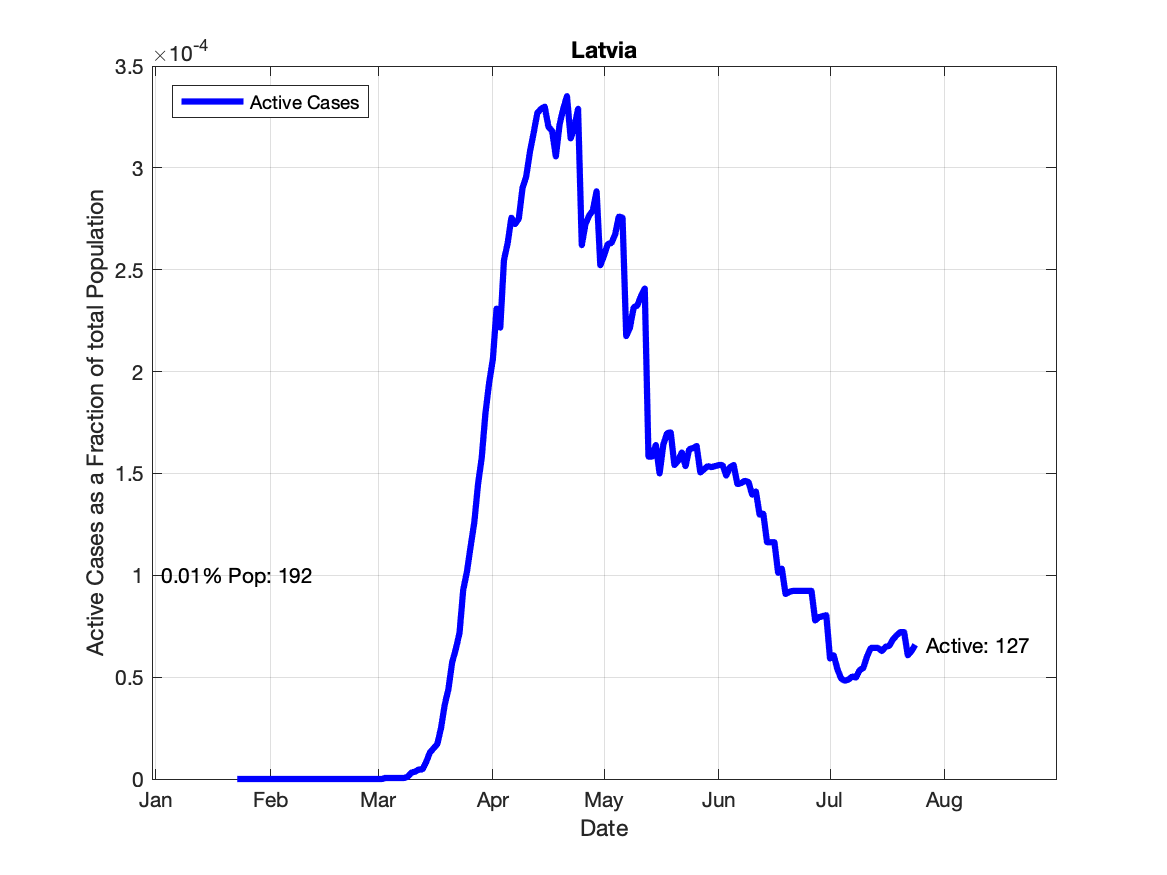 Latvia
×10-4
Active Cases
3.5
3
2.5
2
1.5
1
0.5
0
0.01% Pop: 192
Active: 127
Jan Feb Mar Apr May Jun Jul Aug
Date
Active Cases as a Fraction of total Population